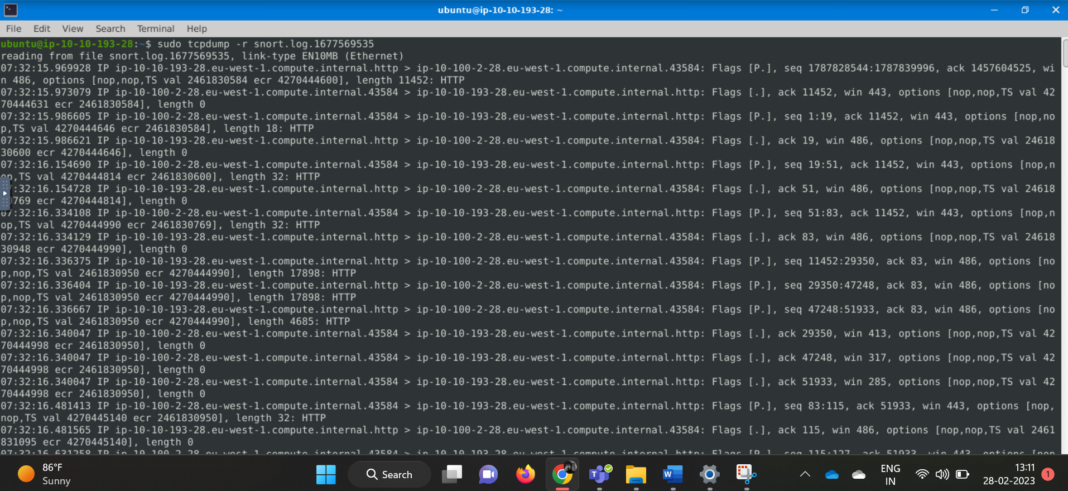 ubuntu@ip-10-10-193-28: ~
File Edit View Search Terminal Help
ubuntu@ip-10-10-193-28:~$ sudo tcpdump -r snort.log.1677569535
reading from file snort.log.1677569535, link-type EN10MB (Ethernet)
07:32:15.969928 IP ip-10-10-193-28.eu-west-1.compute.internal.http > ip-10-100-2-28.eu-west-1.compute.internal.43584: Flags [P.], seq 1787828544:1787839996, ack 1457604525, wi
n 486, options [nop,nop,TS val 2461830584 ecr 4270444600], length 11452: HTTP
07:32:15.973079 IP ip-10-100-2-28.eu-west-1.compute.internal.43584 > ip-10-10-193-28.eu-west-1.compute.internal.http: Flags [.], ack 11452, win 443, options [nop,nop,TS val 42
70444631 ecr 2461830584], length 0
07:32:15.986605 IP ip-10-100-2-28.eu-west-1.compute.internal.43584 > ip-10-10-193-28.eu-west-1.compute.internal.http: Flags [P.], seq 1:19, ack 11452, win 443, options [nop,no
p,TS val 4270444646 ecr 2461830584], length 18: HTTP
07:32:15.986621 IP ip-10-10-193-28.eu-west-1.compute.internal.http > ip-10-100-2-28.eu-west-1.compute.internal.43584: Flags [.], ack 19, win 486, options [nop,nop,TS val 24618
30600 ecr 4270444646], length 0
07:32:16.154690 IP ip-10-100-2-28.eu-west-1.compute.internal.43584 > ip-10-10-193-28.eu-west-1.compute.internal.http: Flags [P.], seq 19:51, ack 11452, win 443, options [nop,n
op,TS val 4270444814 ecr 2461830600], length 32: HTTP
:32:16.154728 IP ip-10-10-193-28.eu-west-1.compute.internal.http > ip-10-100-2-28.eu-west-1.compute.internal.43584: Flags [.], ack 51, win 486, options [nop,nop,TS val 24618
0769 ecr 4270444814], length 0
07:32:16.334108 IP ip-10-100-2-28.eu-west-1.compute.internal.43584 > ip-10-10-193-28.eu-west-1.compute.internal.http: Flags [P.], seq 51:83, ack 11452, win 443, options [nop,n
op,TS val 4270444990 ecr 2461830769], length 32: HTTP
07:32:16.334129 IP ip-10-10-193-28.eu-west-1.compute.internal.http > ip-10-100-2-28.eu-west-1.compute.internal.43584: Flags [.], ack 83, win 486, options [nop,nop,TS val 24618
30948 ecr 4270444990], length 0
07:32:16.336375 IP ip-10-10-193-28.eu-west-1.compute.internal.http > ip-10-100-2-28.eu-west-1.compute.internal.43584: Flags [P.], seq 11452:29350, ack 83, win 486, options [no
p,nop,TS val 2461830950 ecr 4270444990], length 17898: HTTP
07:32:16.336404 IP ip-10-10-193-28.eu-west-1.compute.internal.http > ip-10-100-2-28.eu-west-1.compute.internal.43584: Flags [P.], seq 29350:47248, ack 83, win 486, options [no
p,nop,TS val 2461830950 ecr 4270444990], length 17898: HTTP
07:32:16.336667 IP ip-10-10-193-28.eu-west-1.compute.internal.http > ip-10-100-2-28.eu-west-1.compute.internal.43584: Flags [P.], seq 47248:51933, ack 83, win 486, options [no
p,nop,TS val 2461830950 ecr 4270444990], length 4685: HTTP
07:32:16.340047 IP ip-10-100-2-28.eu-west-1.compute.internal.43584 > ip-10-10-193-28.eu-west-1.compute.internal.http: Flags [.], ack 29350, win 413, options [nop,nop,TS val 42
70444998 ecr 2461830950], length 0
07:32:16.340047 IP ip-10-100-2-28.eu-west-1.compute.internal.43584 > ip-10-10-193-28.eu-west-1.compute.internal.http: Flags [.], ack 47248, win 317, options [nop,nop,TS val 42
70444998 ecr 2461830950], length 0
07:32:16.340047 IP ip-10-100-2-28.eu-west-1.compute.internal.43584 > ip-10-10-193-28.eu-west-1.compute.internal.http: Flags [.], ack 51933, win 285, options [nop,nop,TS val 42
70444998 ecr 2461830950], length 0
07:32:16.481413 IP ip-10-100-2-28.eu-west-1.compute.internal.43584 > ip-10-10-193-28.eu-west-1.compute.internal.http: Flags [P.], seq 83:115, ack 51933, win 443, options [nop,
nop,TS val 4270445140 ecr 2461830950], length 32: HTTP
07:32:16.481565 IP ip-10-10-193-28.eu-west-1.compute.internal.http > ip-10-100-2-28.eu-west-1.compute.internal.43584: Flags [.], ack 115, win 486, options [nop,nop,TS val 2461
831095 ecr 4270445140], length 0
86°F
Sunny
Search
ENG
IN
13:11
28-02-2023
1